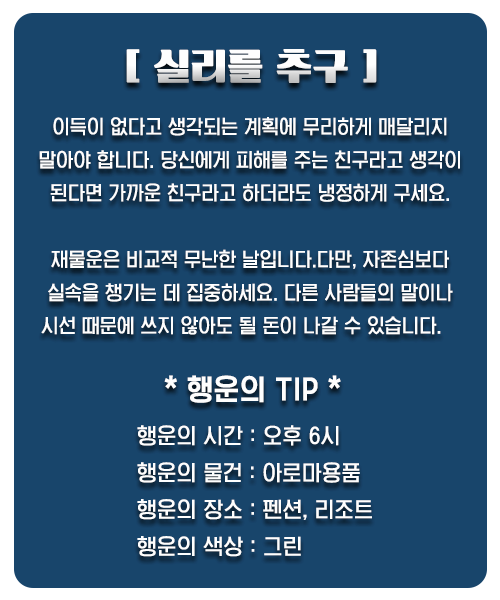 [ 실리를 추구 ]
이득이 없다고 생각되는 계획에 무리하게 매달리지
말아야 합니다. 당신에게 피해를 주는 친구라고 생각이
된다면 가까운 친구라고 하더라도 냉정하게 구세요.
재물운은 비교적 무난한 날입니다.다만, 자존심보다
실속을 챙기는 데 집중하세요. 다른 사람들의 말이나
시선 때문에 쓰지 않아도 될 돈이 나갈 수 있습니다.
* 행운의 TIP *
행운의 시간 : 오후 6시
행운의 물건 : 아로마용품
행운의 장소 : 펜션, 리조트
행운의 색상 : 그린